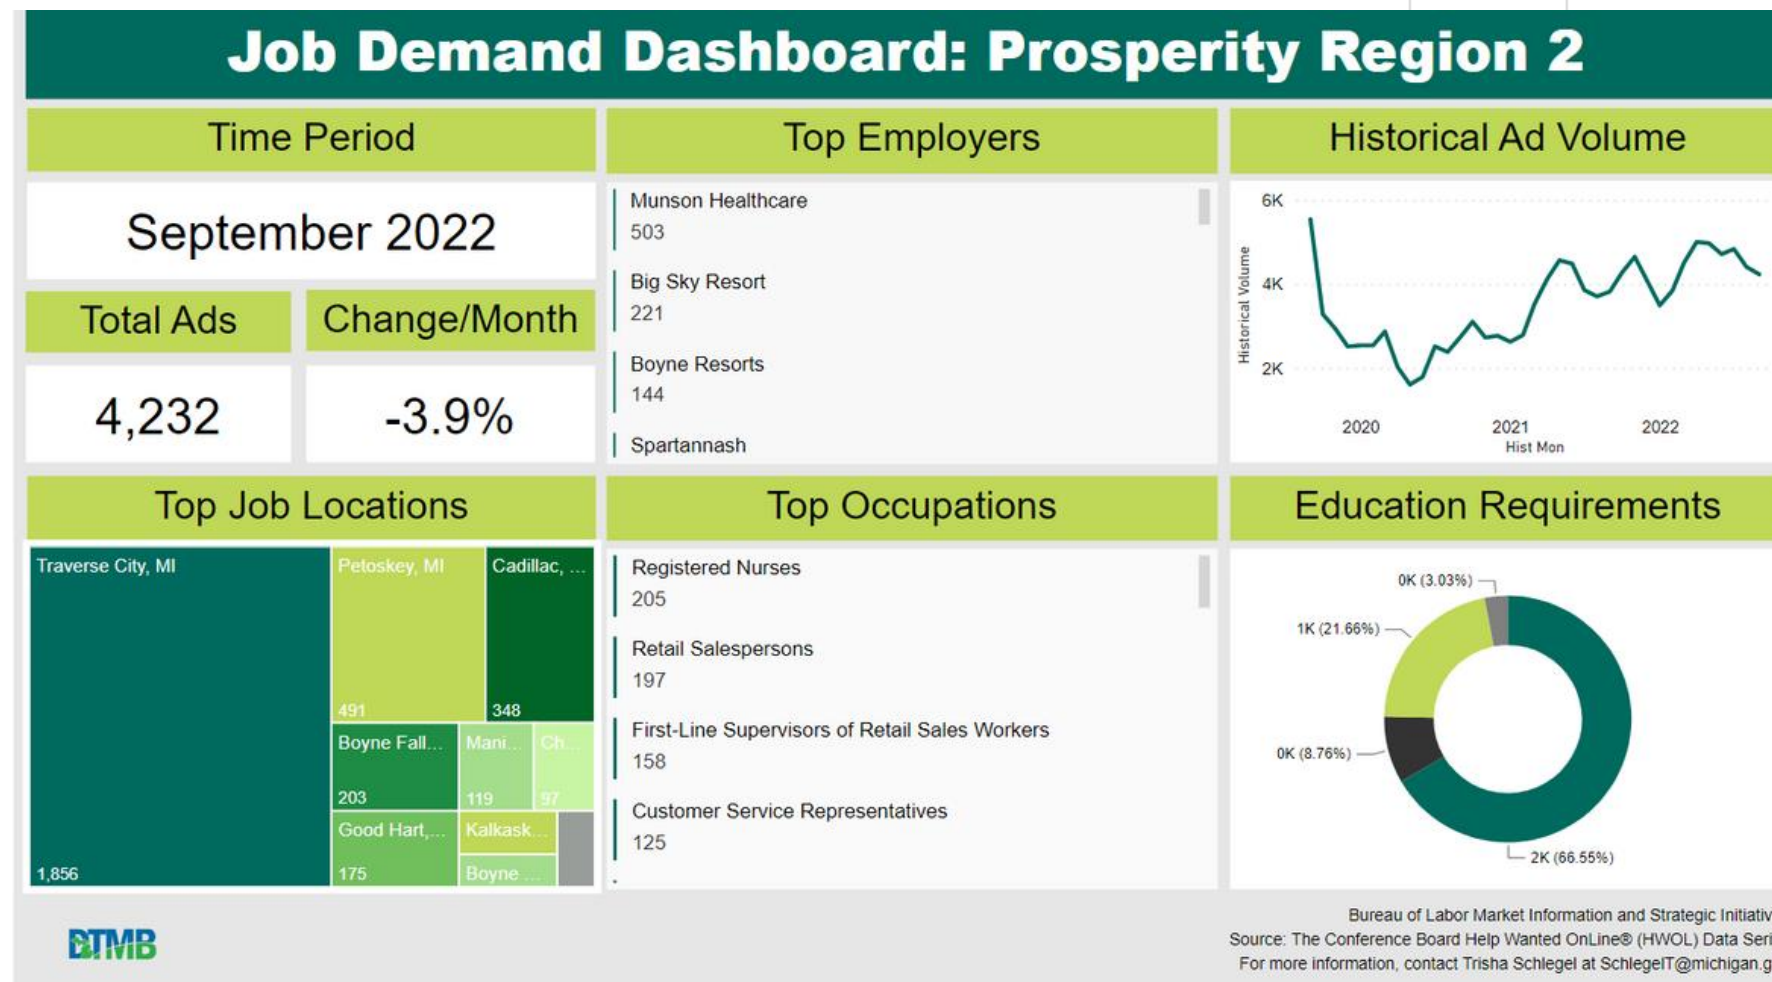 Job Demand Dashboard: Prosperity Region 2
Time Period
September 2022
Total Ads
Change/Month
4,232
-3.9%
Top Employers
Munson Healthcare
503
Big Sky Resort
221
Boyne Resorts
144
Spartannash
Historical Ad Volume
6K
4K
2K
Historical Volume
2020
2021
2022
Hist Mon
Top Job Locations
Traverse City, MI
1,856
Petoskey, MI
491
Cadillac, ...
348
Boyne Fall...
203
Mani...
119
Ch...
97
Good Hart,...
175
Kalkask...
Boyne ...
Top Occupations
Registered Nurses
205
Retail Salespersons
197
First-Line Supervisors of Retail Sales Workers
158
Customer Service Representatives
125
Education Requirements
0K (3.03%)
1K (21.66%)
0K (8.76%)
2K (66.55%)
DTMB
Bureau of Labor Market Information and Strategic Initiativ
Source: The Conference Board Help Wanted OnLine® (HWOL) Data Seri
For more information, contact Trisha Schlegel at SchlegelT@michigan.g